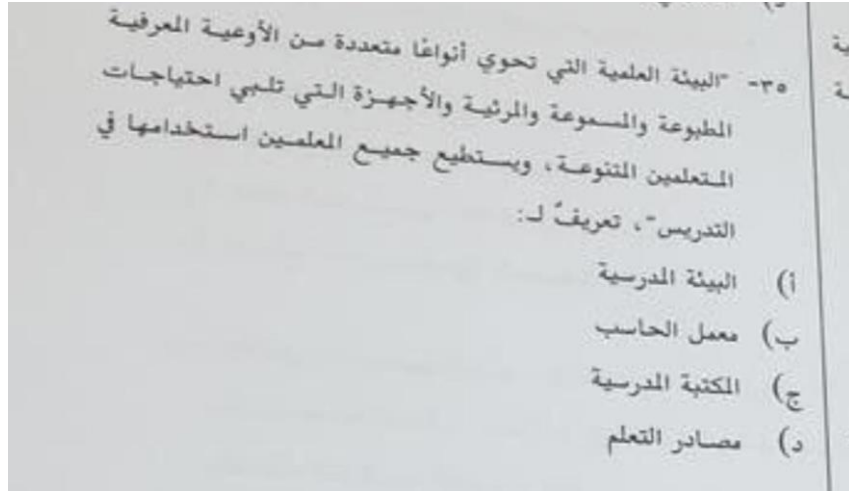 ٣٥- "البيئة العلمية التي تحوي أنواعًا متعددة من الأوعية المعرفية
المطبوعة والمسموعة والمرئية والأجهزة التي تلبي احتياجات
المتعلمين المتنوعة، ويستطيع جميع المعلمين استخدامها في
التدريس"، تعريفٌ لـ:
أ) البيئة المدرسية
ب) معمل الحاسب
ج) المكتبة المدرسية
د) مصادر التعلم